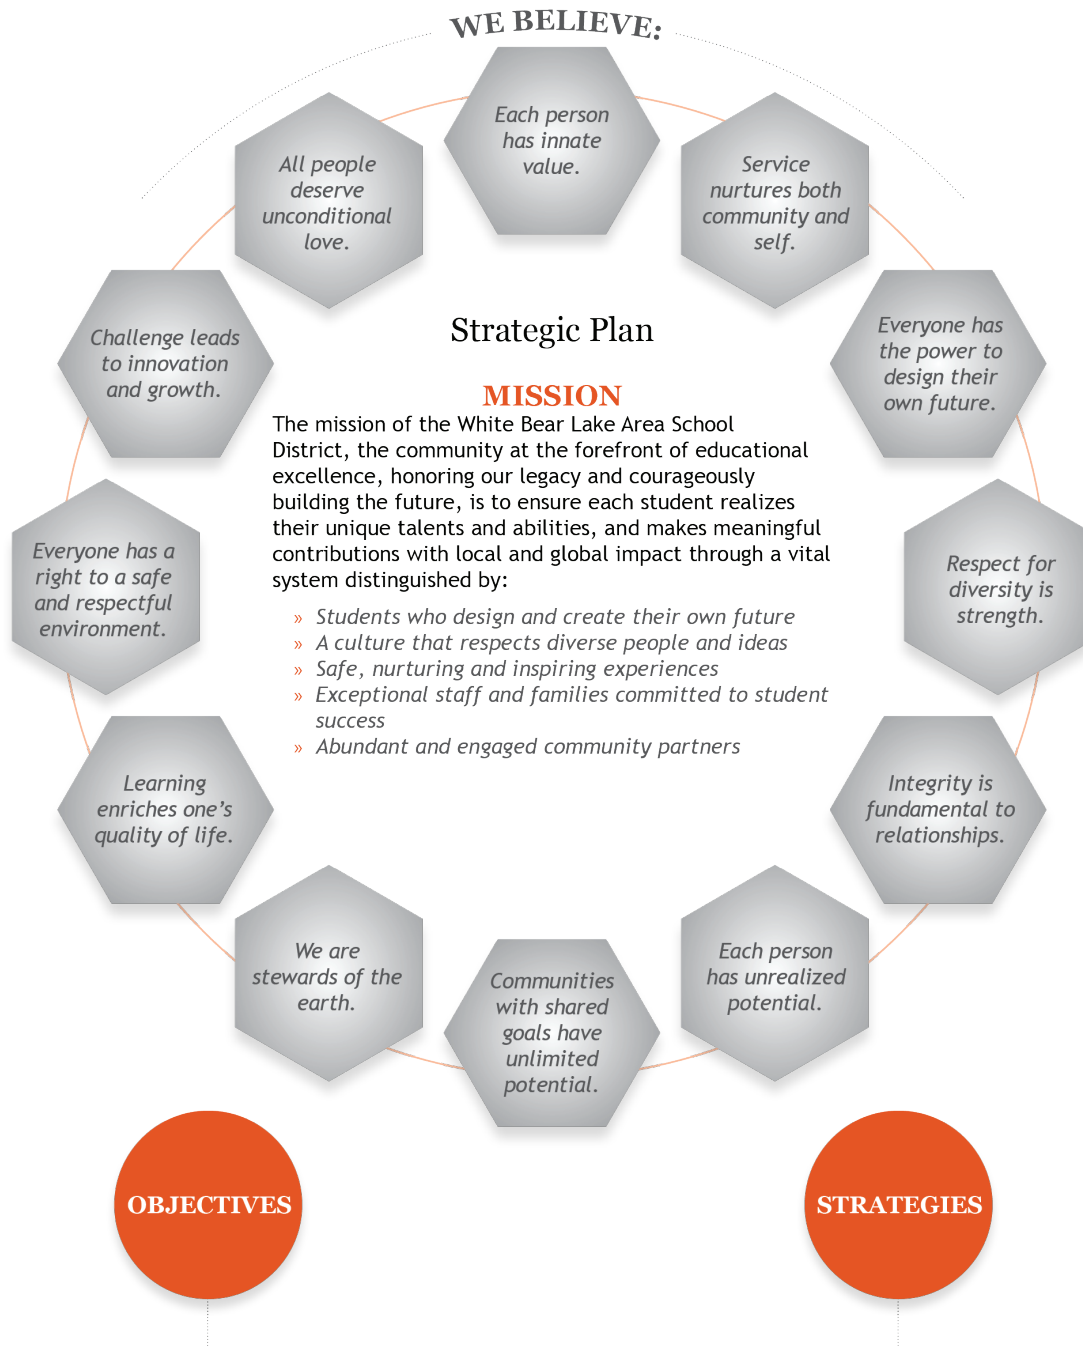 WE BELIEVE:
Each person
has innate
value.
Service
nurtures both
community and
self.
Everyone has
the power to
design their
own future.
Respect for
diversity is
strength.
Integrity is
fundamental to
relationships.
Each person
has unrealized
potential.
Communities
with shared
goals have
unlimited
potential.
We are
stewards of the
earth.
Learning
enriches one’s
quality of life.
Everyone has a
right to a safe
and respectful
environment.
Challenge leads
to innovation
and growth.
All people
deserve
unconditional
love.
Strategic Plan
MISSION
The mission of the White Bear Lake Area School
District, the community at the forefront of educational
excellence, honoring our legacy and courageously
building the future, is to ensure each student realizes
their unique talents and abilities, and makes meaningful
contributions with local and global impact through a vital
system distinguished by:
» Students who design and create their own future
» A culture that respects diverse people and ideas
» Safe, nurturing and inspiring experiences
» Exceptional staff and families committed to student
success
» Abundant and engaged community partners
OBJECTIVES
STRATEGIES